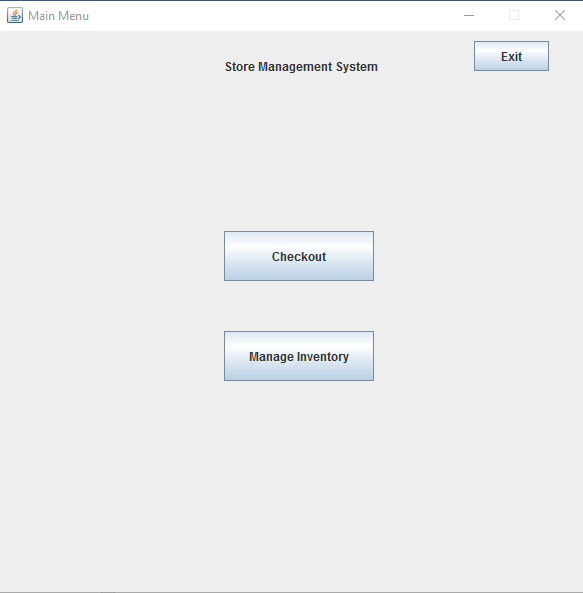 Main Menu
Exit
Store Management System
Checkout
Manage Inventory